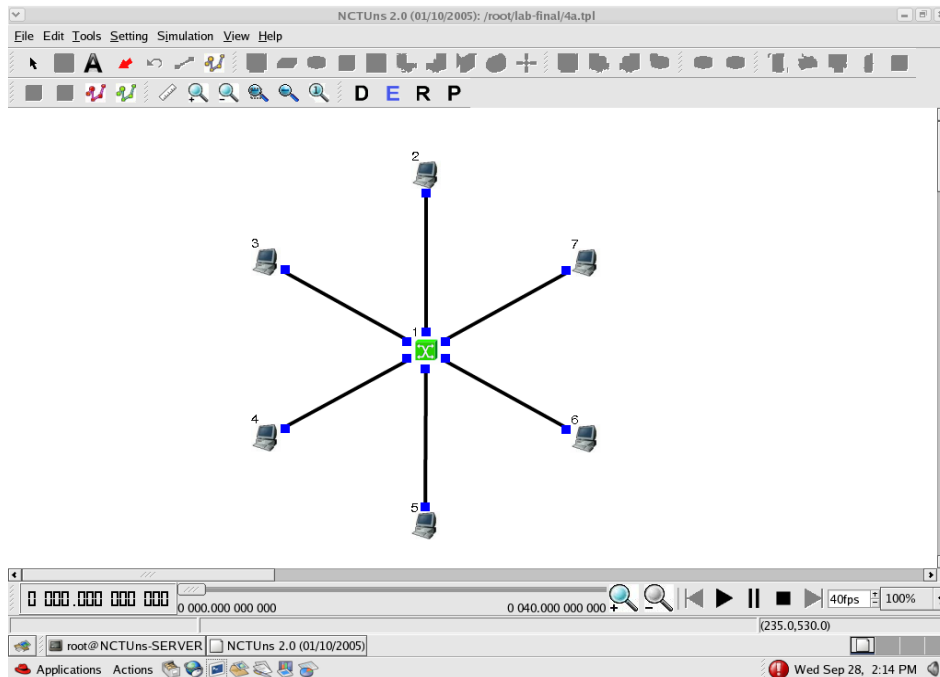 NCTUns 2.0 (01/10/2005): /root/lab-final/4a.tpl
File Edit Tools Setting Simulation View Help
A
D E R P
2
3
7
1
4
6
5
0 000.000 000 000
0 000.000 000 000
0 040.000 000 000
40fps
100%
(235.0,530.0)
root@NCTUns-SERVER
NCTUns 2.0 (01/10/2005)
Applications Actions
Wed Sep 28, 2:14 PM